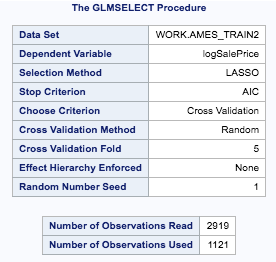 The GLMSELECT Procedure
Data Set WORK.AMES_TRAIN2
Dependent Variable logSalePrice
Selection Method LASSO
Stop Criterion AIC
Choose Criterion Cross Validation
Cross Validation Method Random
Cross Validation Fold 5
Effect Hierarchy Enforced None
Random Number Seed 1
Number of Observations Read 2919
Number of Observations Used 1121